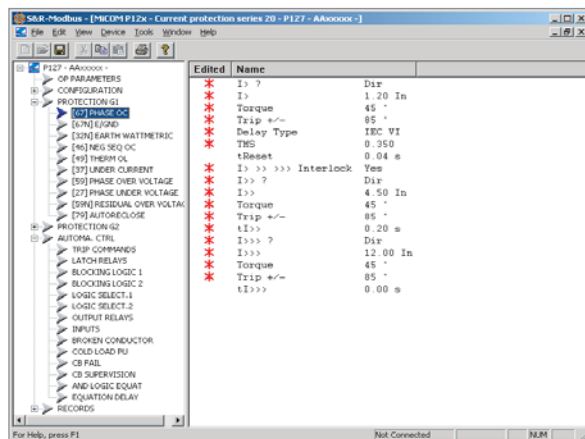 S&R-Modbus - [MiCOM P12x - Current protection series 20 - P127 - AAxxxxx -]
File Edit View Device Tools Window Help
P127 - AAxxxxx -
OP PARAMETERS
CONFIGURATION
PROTECTION G1
[67] PHASE OC
[67N] E/GND
[32N] EARTH WATTMETRIC
[46] NEG SEQ OC
[49] THERM OL
[37] UNDER CURRENT
[59] PHASE OVER VOLTAGE
[27] PHASE UNDER VOLTAGE
[59N] RESIDUAL OVER VOLTAG
[79] AUTORECLOSE
PROTECTION G2
AUTOMA. CTRL
TRIP COMMANDS
LATCH RELAYS
BLOCKING LOGIC 1
BLOCKING LOGIC 2
LOGIC SELECT.1
LOGIC SELECT.2
OUTPUT RELAYS
INPUTS
BROKEN CONDUCTOR
COLD LOAD PU
CB FAIL
CB SUPERVISION
AND LOGIC EQUAT
EQUATION DELAY
RECORDS
Edited Name
I> ? Dir
I> 1.20 In
Torque 45 °
Trip +/- 85 °
Delay Type IEC VI
TMS 0.350
tReset 0.04 s
I> >> >>> Interlock Yes
I>> ? Dir
I>> 4.50 In
Torque 45 °
Trip +/- 85 °
tI>> 0.20 s
I>>> ? Dir
I>>> 12.00 In
Torque 45 °
Trip +/- 85 °
tI>>> 0.00 s
For Help, press F1
Not Connected
NUM